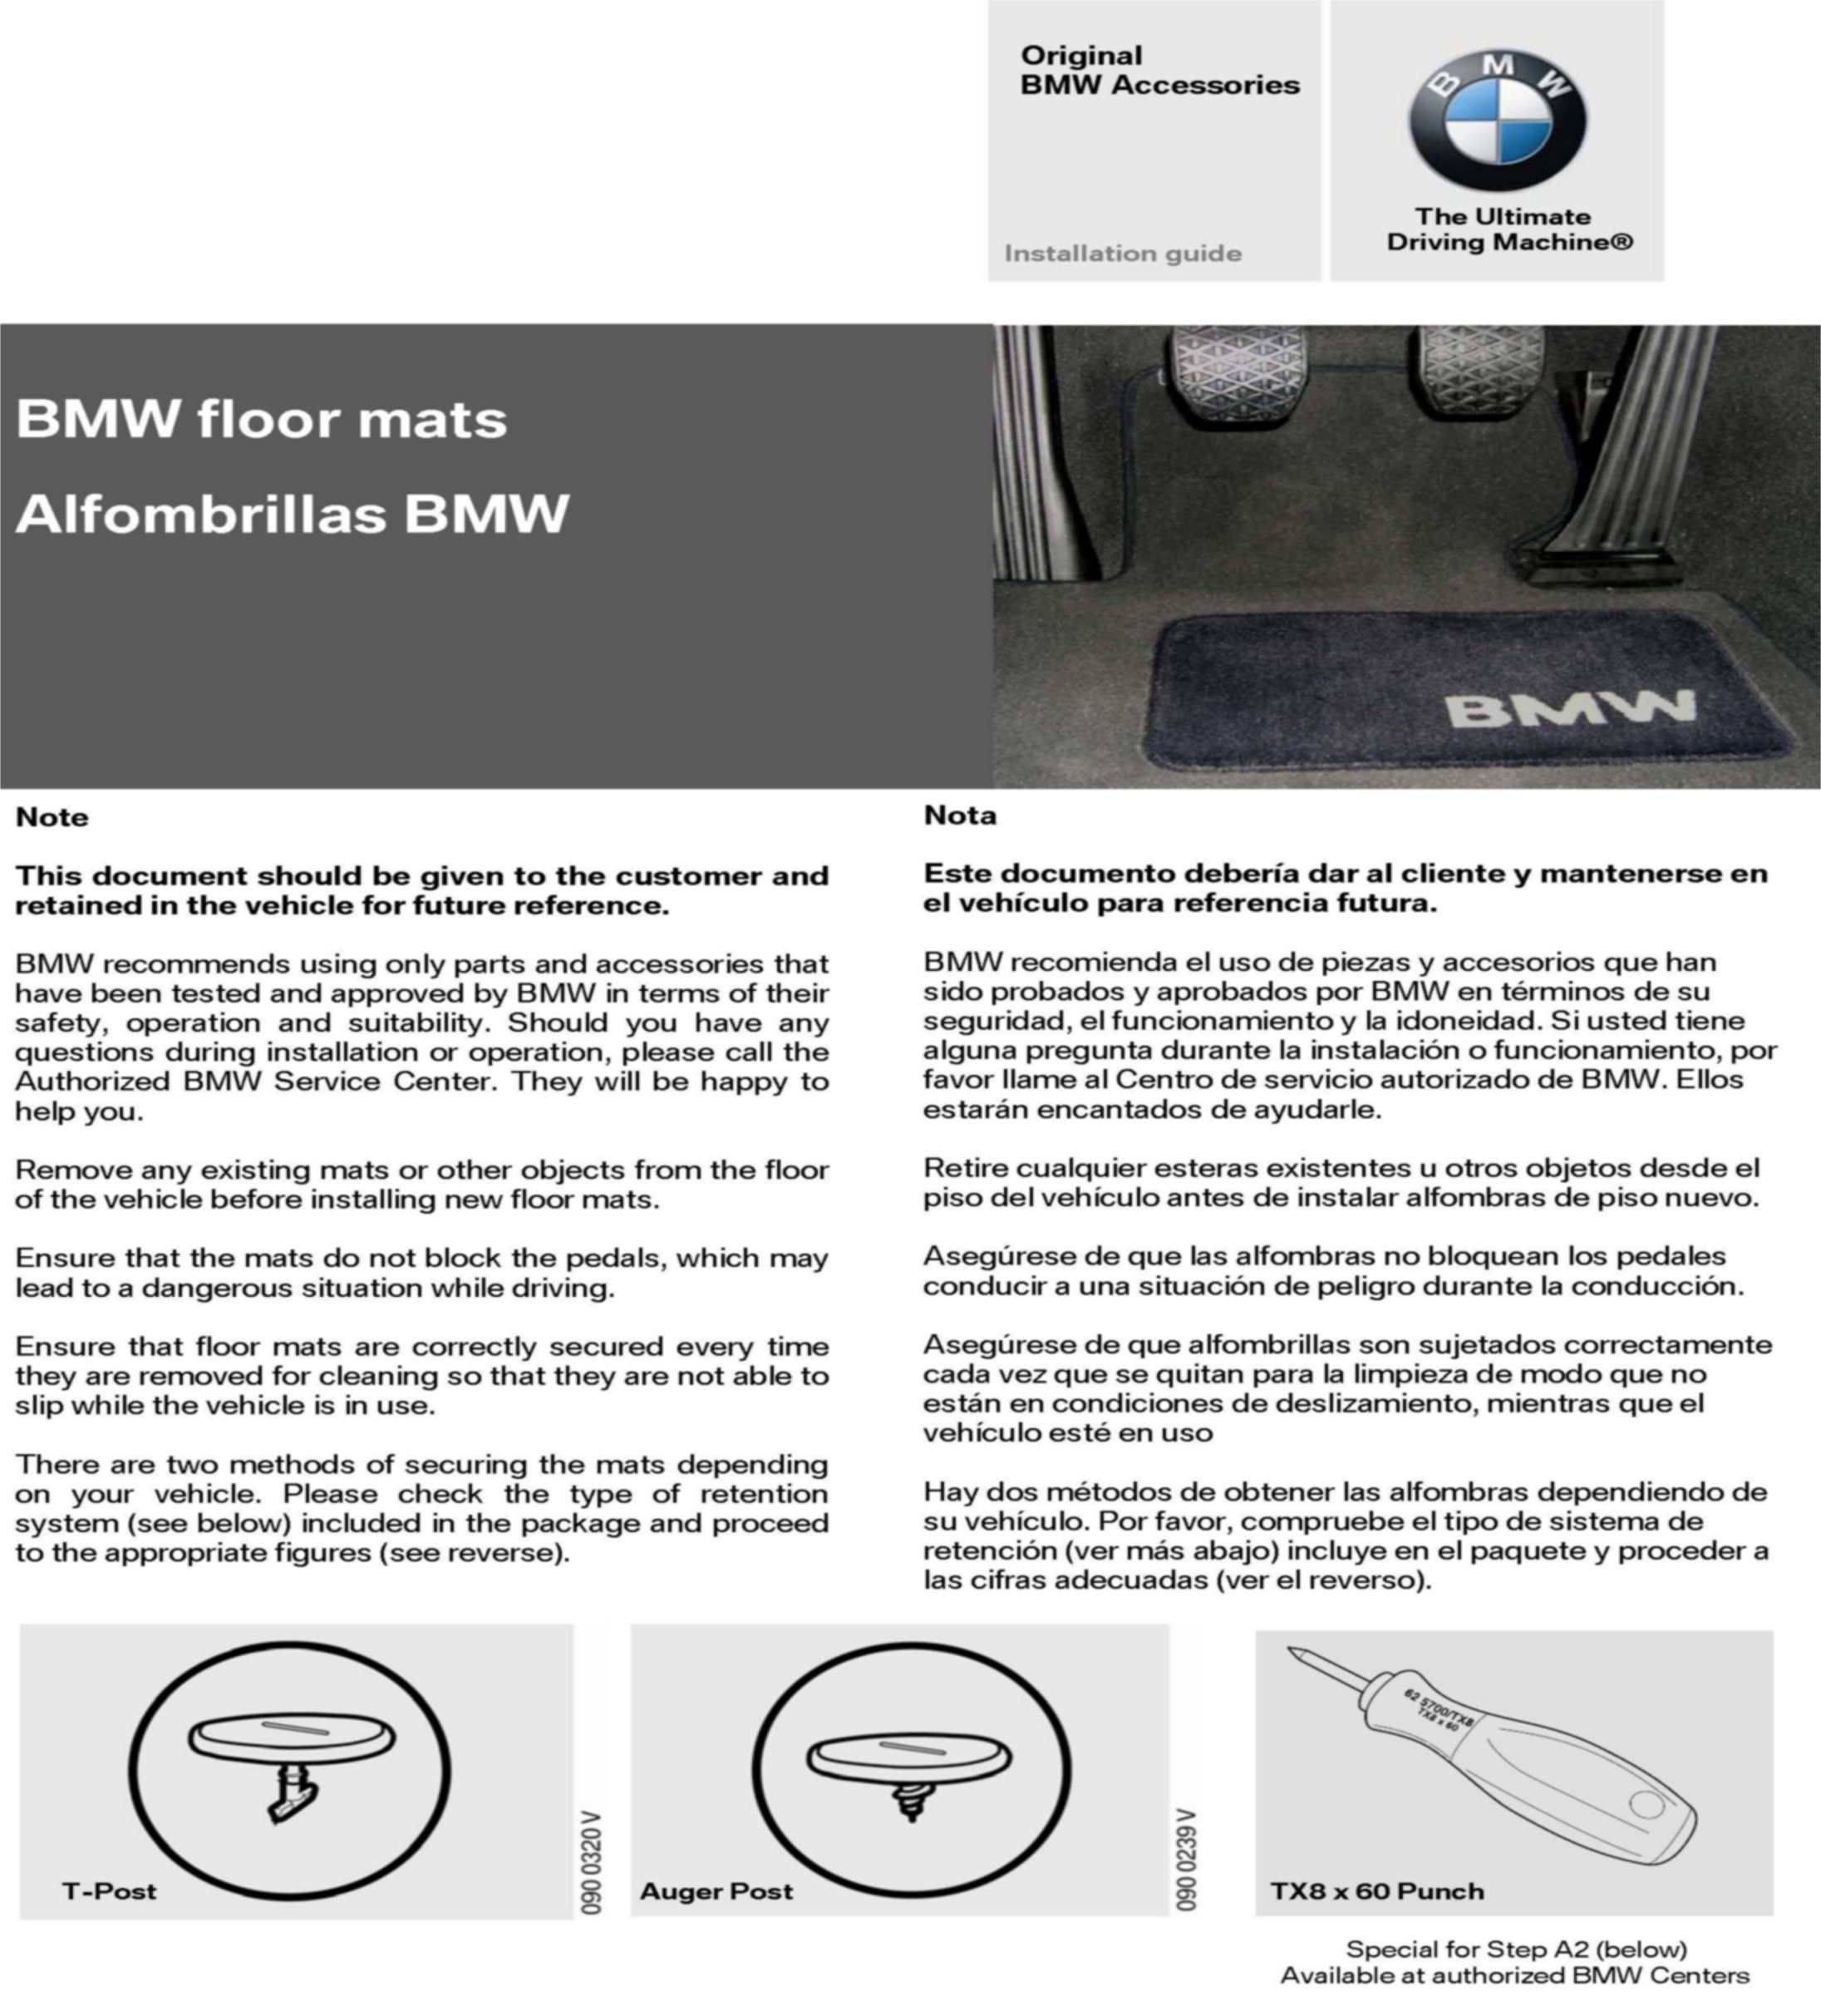 Original
BMW Accessories
Installation guide
B M W
The Ultimate
Driving Machine®
BMW floor mats
Alfombrillas BMW
BMW
Note
This document should be given to the customer and
retained in the vehicle for future reference.
BMW recommends using only parts and accessories that
have been tested and approved by BMW in terms of their
safety, operation and suitability. Should you have any
questions during installation or operation, please call the
Authorized BMW Service Center. They will be happy to
help you.
Remove any existing mats or other objects from the floor
of the vehicle before installing new floor mats.
Ensure that the mats do not block the pedals, which may
lead to a dangerous situation while driving.
Ensure that floor mats are correctly secured every time
they are removed for cleaning so that they are not able to
slip while the vehicle is in use.
There are two methods of securing the mats depending
on your vehicle. Please check the type of retention
system (see below) included in the package and proceed
to the appropriate figures (see reverse).
Nota
Este documento debería dar al cliente y mantenerse en
el vehículo para referencia futura.
BMW recomienda el uso de piezas y accesorios que han
sido probados y aprobados por BMW en términos de su
seguridad, el funcionamiento y la idoneidad. Si usted tiene
alguna pregunta durante la instalación o funcionamiento, por
favor llame al Centro de servicio autorizado de BMW. Ellos
estarán encantados de ayudarle.
Retire cualquier esteras existentes u otros objetos desde el
piso del vehículo antes de instalar alfombras de piso nuevo.
Asegúrese de que las alfombras no bloquean los pedales
conducir a una situación de peligro durante la conducción.
Asegúrese de que alfombrillas son sujetados correctamente
cada vez que se quitan para la limpieza de modo que no
están en condiciones de deslizamiento, mientras que el
vehículo esté en uso
Hay dos métodos de obtener las alfombras dependiendo de
su vehículo. Por favor, compruebe el tipo de sistema de
retención (ver más abajo) incluye en el paquete y proceder a
las cifras adecuadas (ver el reverso).
T-Post
090 0320 V
Auger Post
090 0239 V
62 5700/TX8
TX8 x 60
TX8 x 60 Punch
Special for Step A2 (below)
Available at authorized BMW Centers